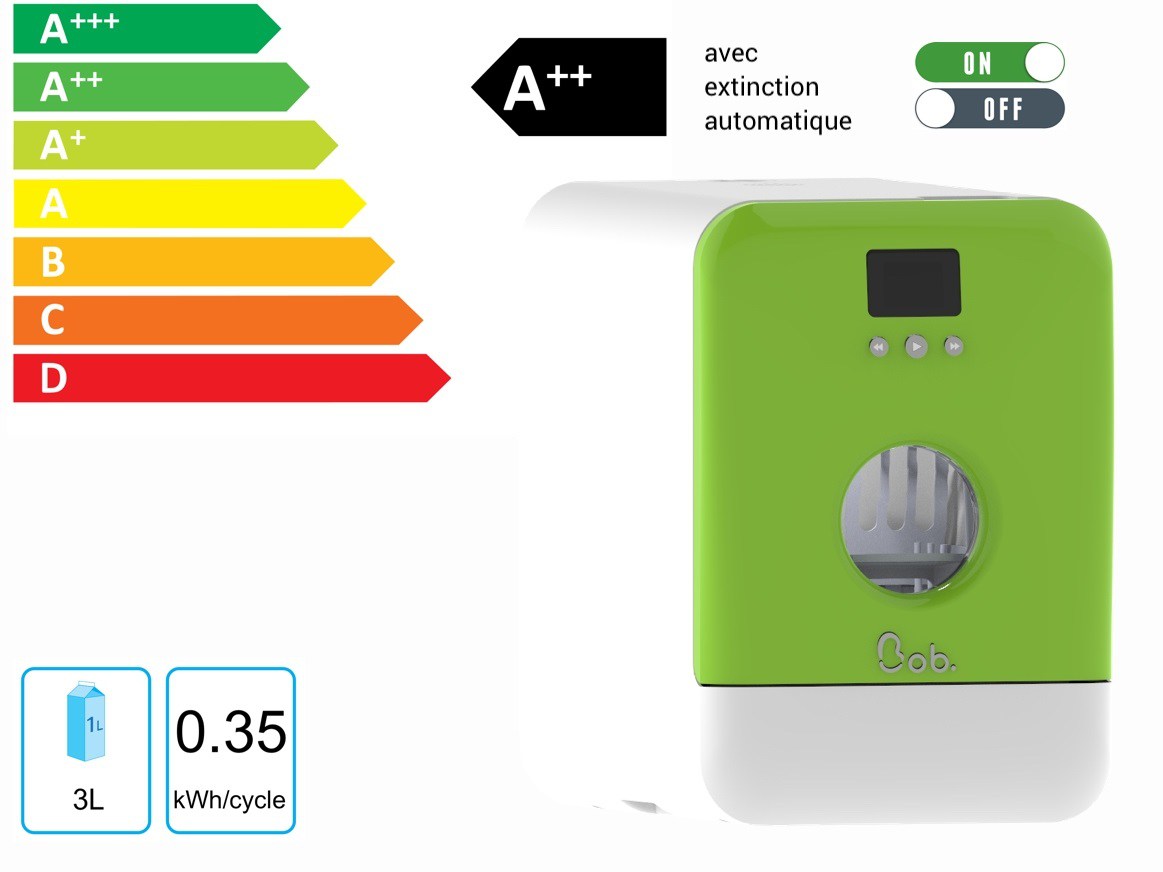 A+++
A++
A+
A
B
C
D
A++
avec
extinction
automatique
ON
OFF
Bob.
1L
3L
0.35
kWh/cycle